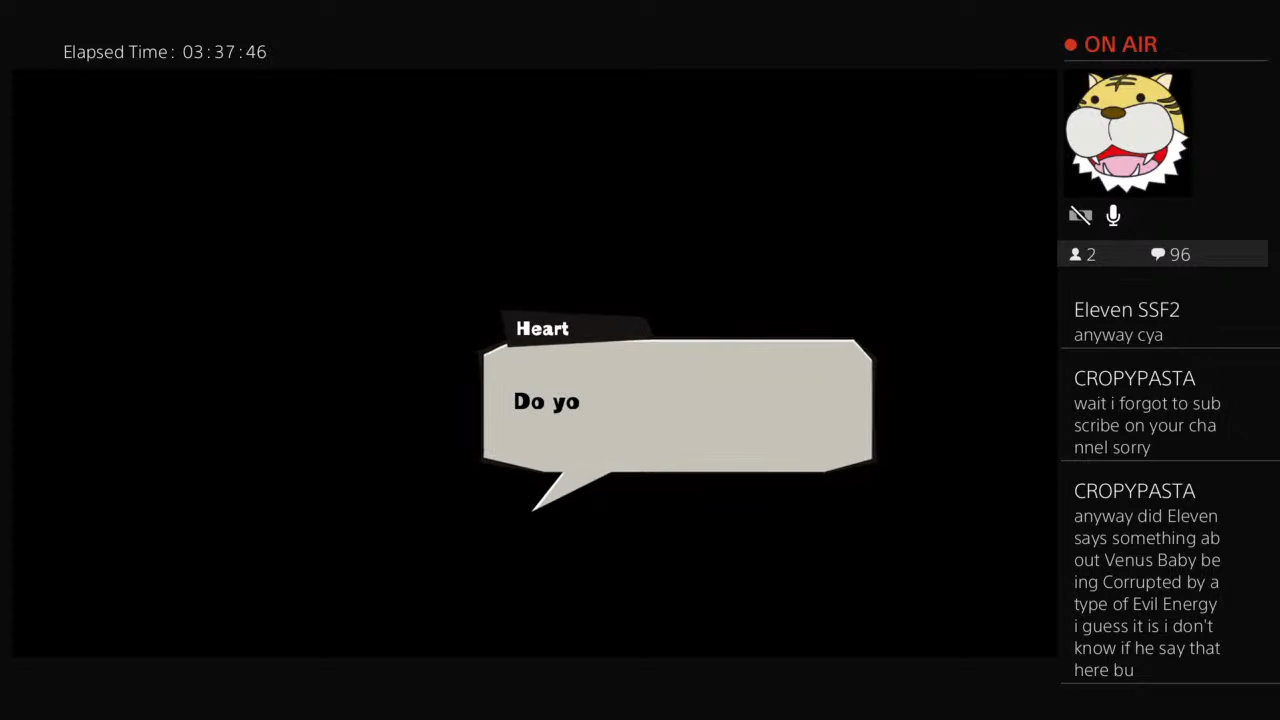 Elapsed Time: 03:37:46
Heart
Do yo
ON AIR
2
96
Eleven SSF2
anyway cya
CROPYPASTA
wait i forgot to sub
scribe on your cha
nnel sorry
CROPYPASTA
anyway did Eleven
says something ab
out Venus Baby be
ing Corrupted by a
type of Evil Energy
i guess it is i don't
know if he say that
here bu